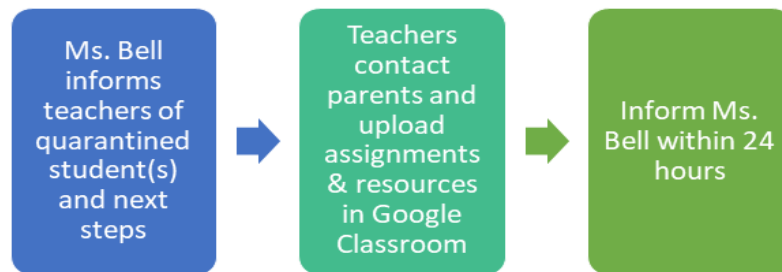 Ms. Bell
informs
teachers of
quarantined
student(s)
and next
steps
Teachers
contact
parents and
upload
assignments
& resources
in Google
Classroom
Inform Ms.
Bell within 24
hours